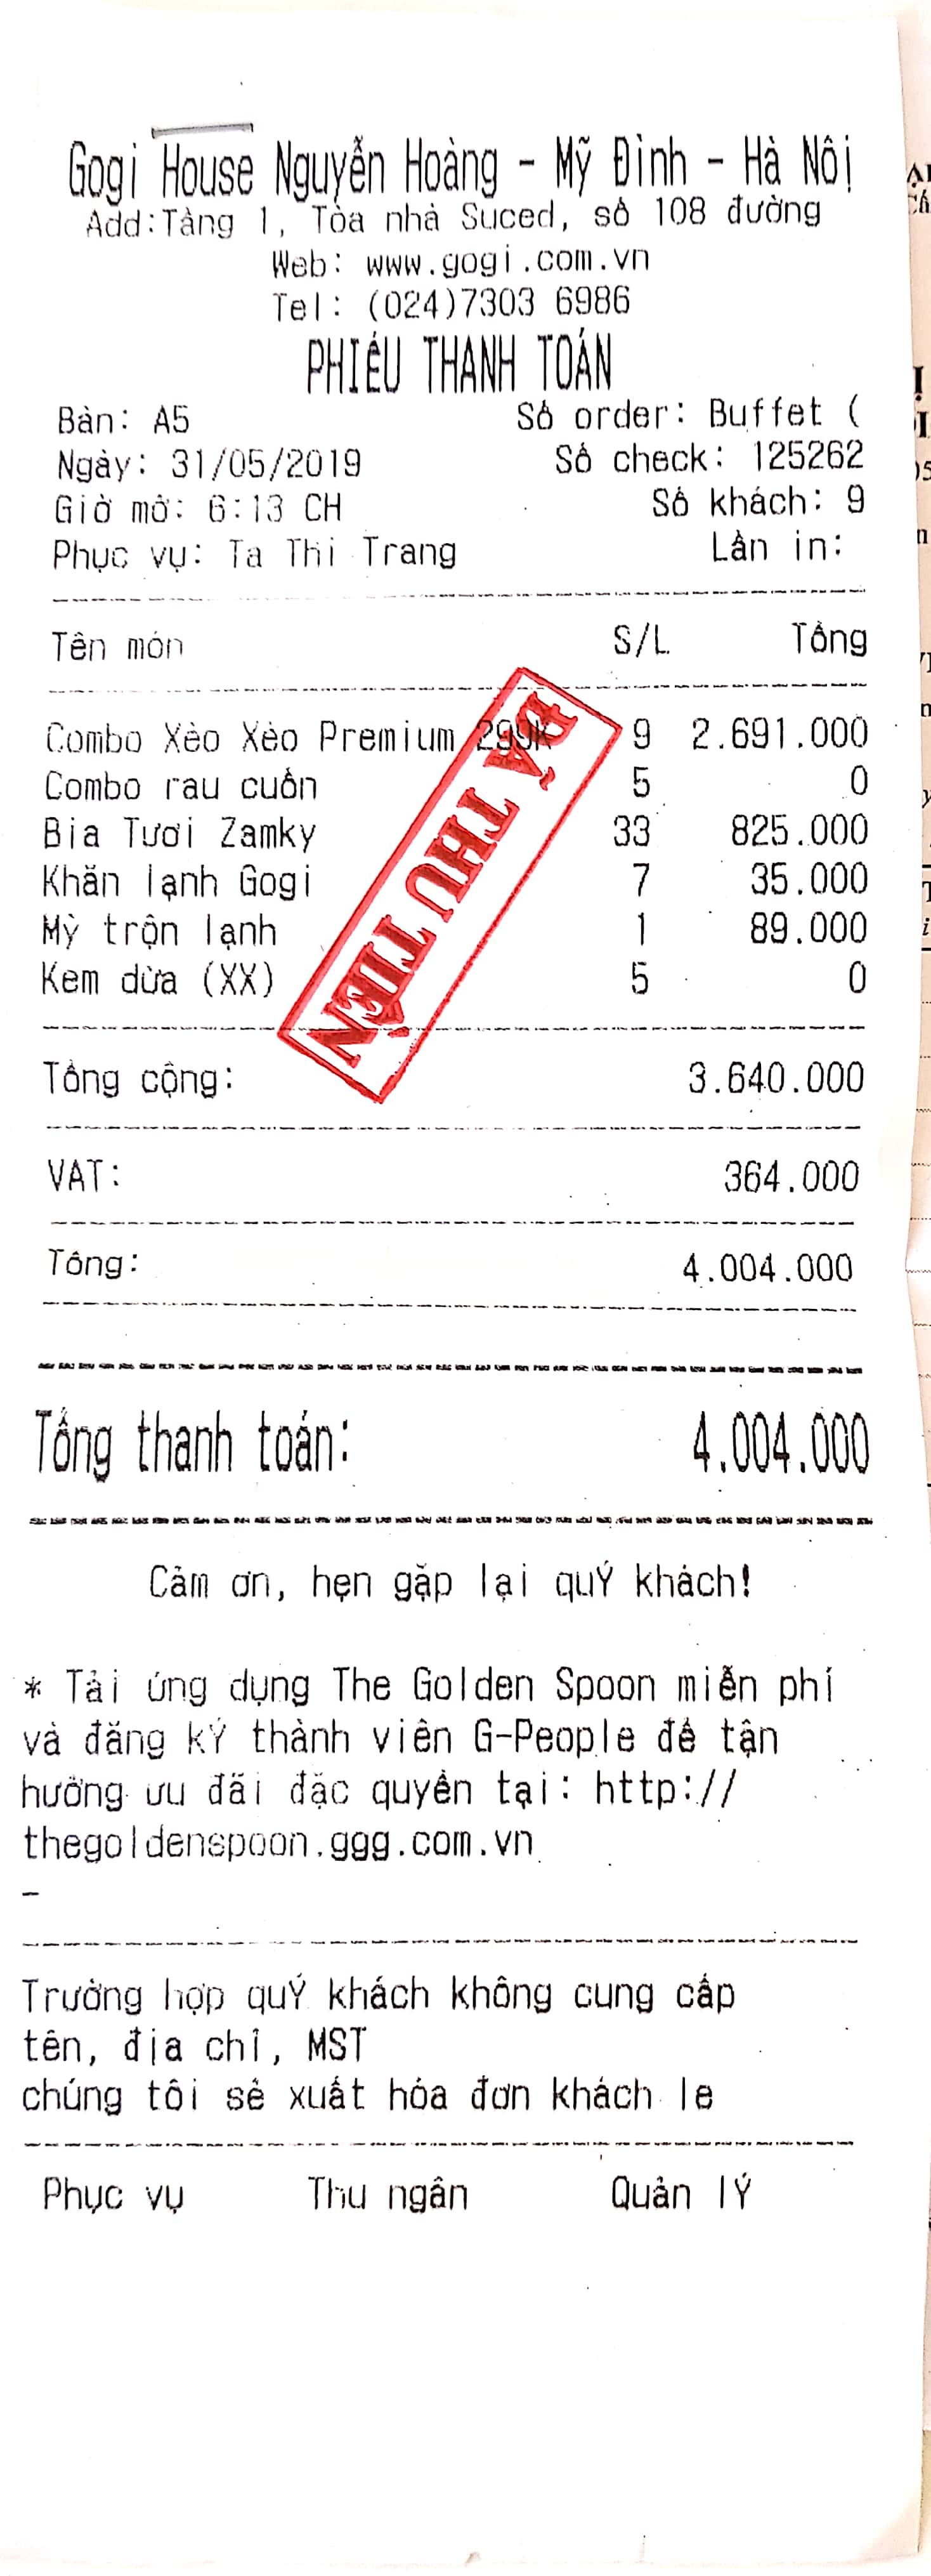 Gogi House Nguyễn Hoàng - Mỹ Đình - Hà Nội
Add:Tầng 1, Tòa nhà Suced, số 108 đường
Web: www.gogi.com.vn
Tel: (024)7303 6986
PHIẾU THANH TOÁN
Bàn: A5 Số order: Buffet (
Ngày: 31/05/2019 Số check: 125262
Giờ mở: 6:13 CH Số khách: 9
Phục vụ: Ta Thi Trang Lần in:
Tên món S/L Tổng
Combo Xèo Xèo Premium 299K 9 2.691.000
Combo rau cuốn 5 0
Bia Tươi Zamky 33 825.000
Khăn lạnh Gogi 7 35.000
Mỳ trộn lạnh 1 89.000
Kem dừa (XX) 5 0
ĐÃ THU TIỀN
Tổng cộng: 3.640.000
VAT: 364.000
Tổng: 4.004.000
Tổng thanh toán: 4.004.000
Cảm ơn, hẹn gặp lại quÝ khách!
* Tải ứng dụng The Golden Spoon miễn phí
và đăng kÝ thành viên G-People để tận
hưởng ưu đãi đặc quyền tại: http://
thegoldenspoon.ggg.com.vn
-
Trường hợp quÝ khách không cung cấp
tên, địa chỉ, MST
chúng tôi sẽ xuất hóa đơn khách le
Phục vụ Thu ngân Quản lÝ